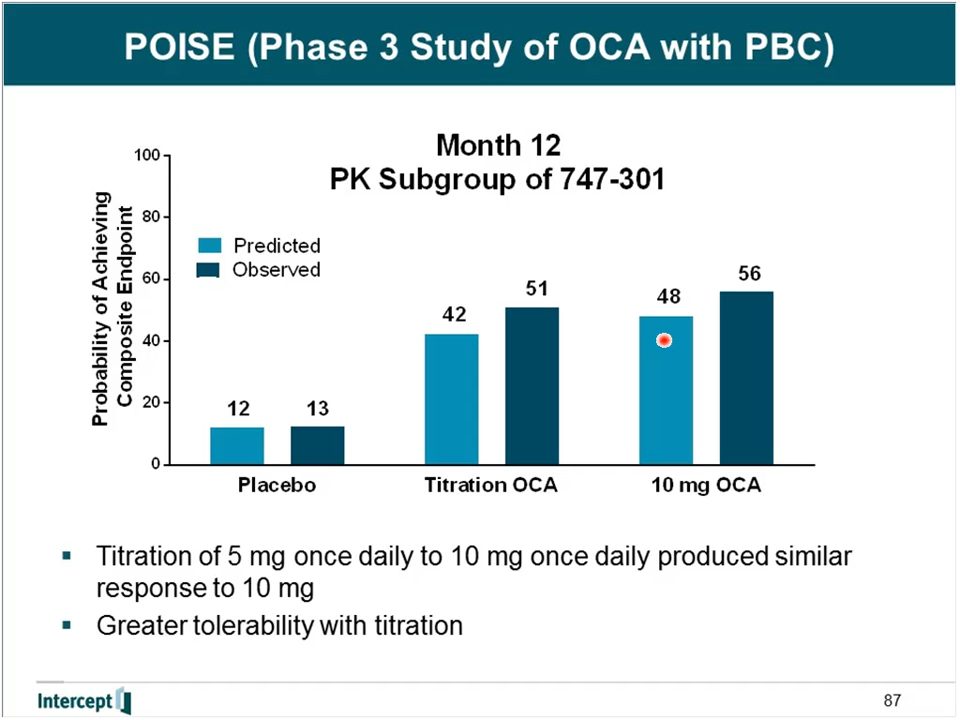 POISE (Phase 3 Study of OCA with PBC)
Month 12
PK Subgroup of 747-301
Probability of Achieving
Composite Endpoint
100
80
60
40
20
0
Predicted
Observed
12
13
42
51
48
56
Placebo
Titration OCA
10 mg OCA
▪ Titration of 5 mg once daily to 10 mg once daily produced similar
response to 10 mg
▪ Greater tolerability with titration
Intercept
87